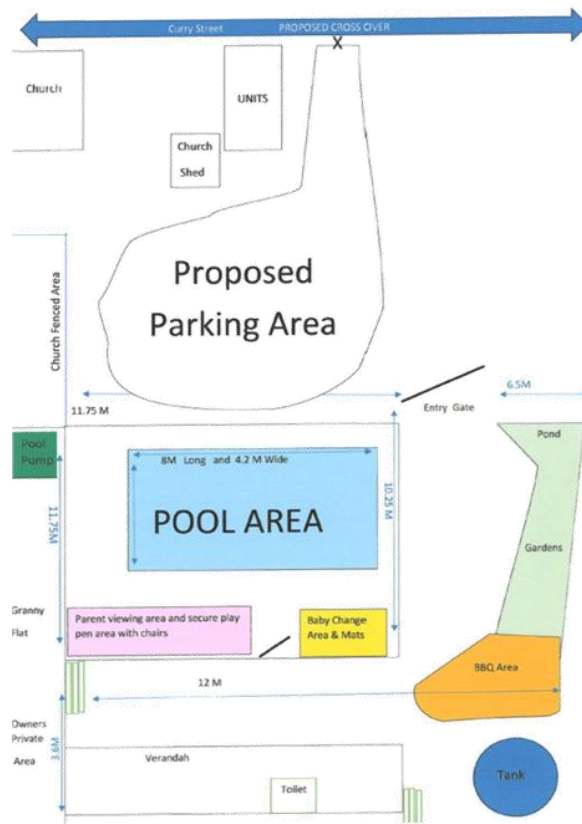 Curry Street PROPOSED CROSS OVER
X
Church
UNITS
Church
Shed
Proposed
Parking Area
Church Fenced Area
11.75 M
6.5M
Entry Gate
Pond
Pool
Pump
8M Long and 4.2 M Wide
POOL AREA
11.75M
10.25 M
Gardens
Granny
Flat
Parent viewing area and secure play
pen area with chairs
Baby Change
Area & Mats
BBQ Area
12 M
Owners
Private
Area
3.9M
Verandah
Toilet
Tank